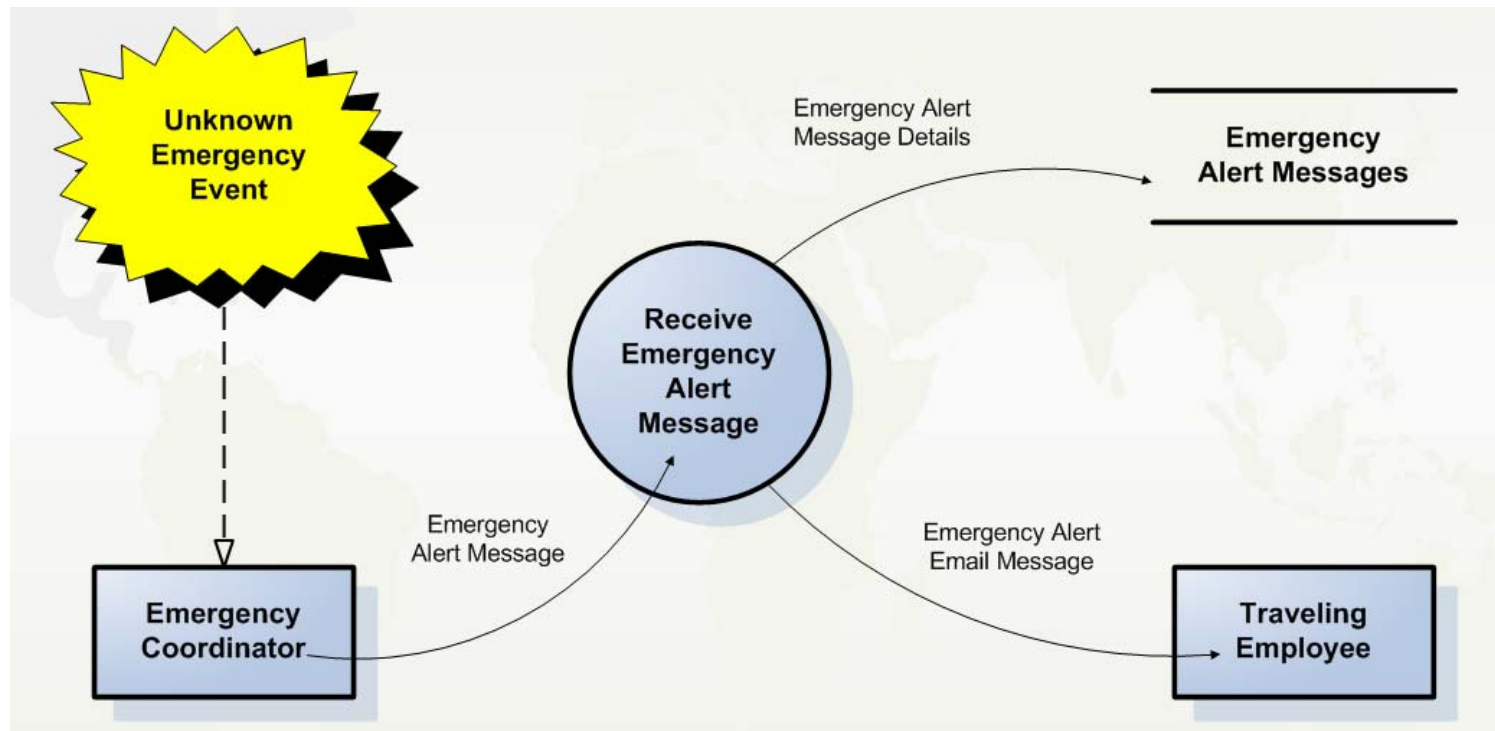 Unknown
Emergency
Event
Emergency Alert
Message Details
Emergency
Alert Messages
Receive
Emergency
Alert
Message
Emergency
Alert Message
Emergency Alert
Email Message
Emergency
Coordinator
Traveling
Employee